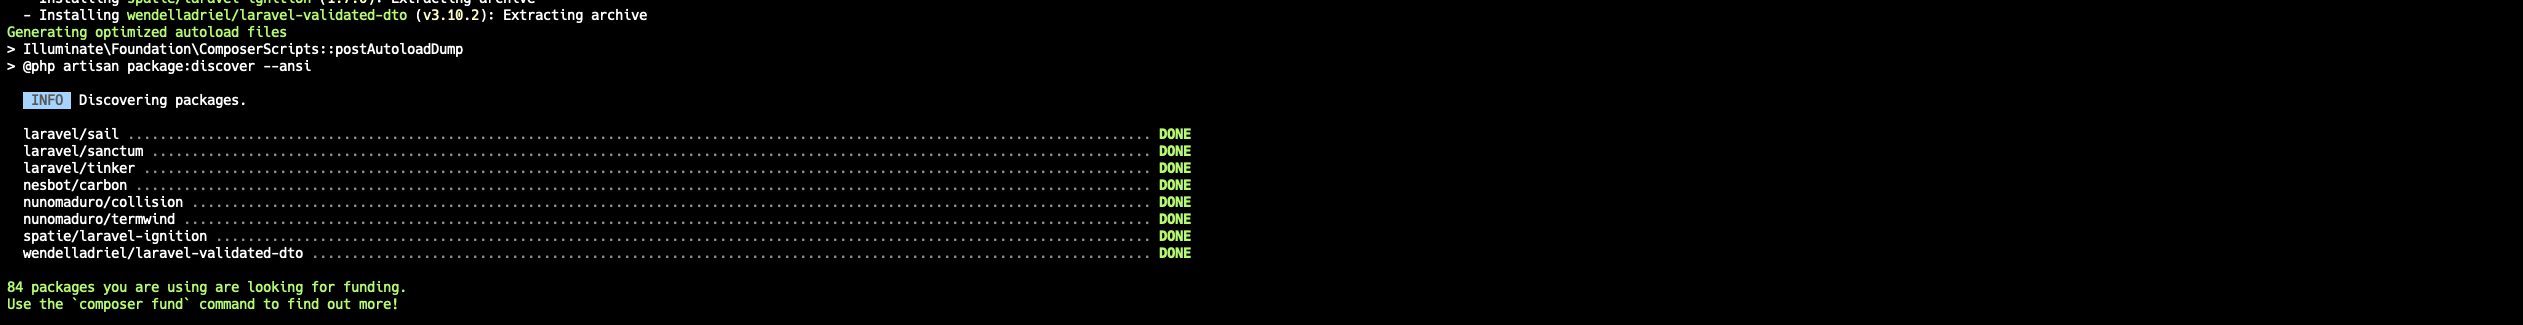 - Installing spatie/laravel-ignition (1.7.0): Extracting archive
- Installing wendelladriel/laravel-validated-dto (v3.10.2): Extracting archive
Generating optimized autoload files
> Illuminate\Foundation\ComposerScripts::postAutoloadDump
> @php artisan package:discover --ansi
INFO Discovering packages.
laravel/sail ................................................................................................................................ DONE
laravel/sanctum ............................................................................................................................. DONE
laravel/tinker .............................................................................................................................. DONE
nesbot/carbon ............................................................................................................................... DONE
nunomaduro/collision ........................................................................................................................ DONE
nunomaduro/termwind ......................................................................................................................... DONE
spatie/laravel-ignition ..................................................................................................................... DONE
wendelladriel/laravel-validated-dto ......................................................................................................... DONE
84 packages you are using are looking for funding.
Use the `composer fund` command to find out more!